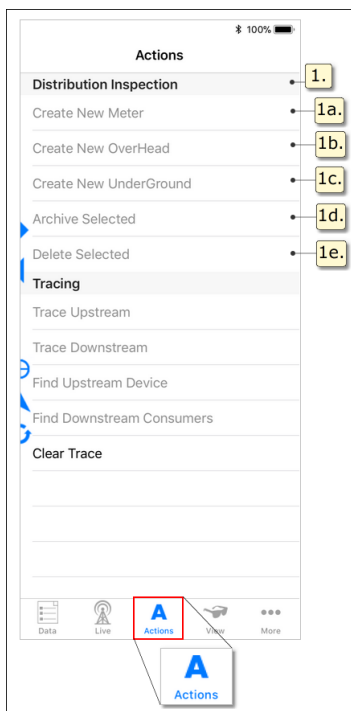 100%
Actions
Distribution Inspection 1.
Create New Meter 1a.
Create New OverHead 1b.
Create New UnderGround 1c.
Archive Selected 1d.
Delete Selected 1e.
Tracing
Trace Upstream
Trace Downstream
Find Upstream Device
Find Downstream Consumers
Clear Trace
A
Data Live Actions View More
A
Actions